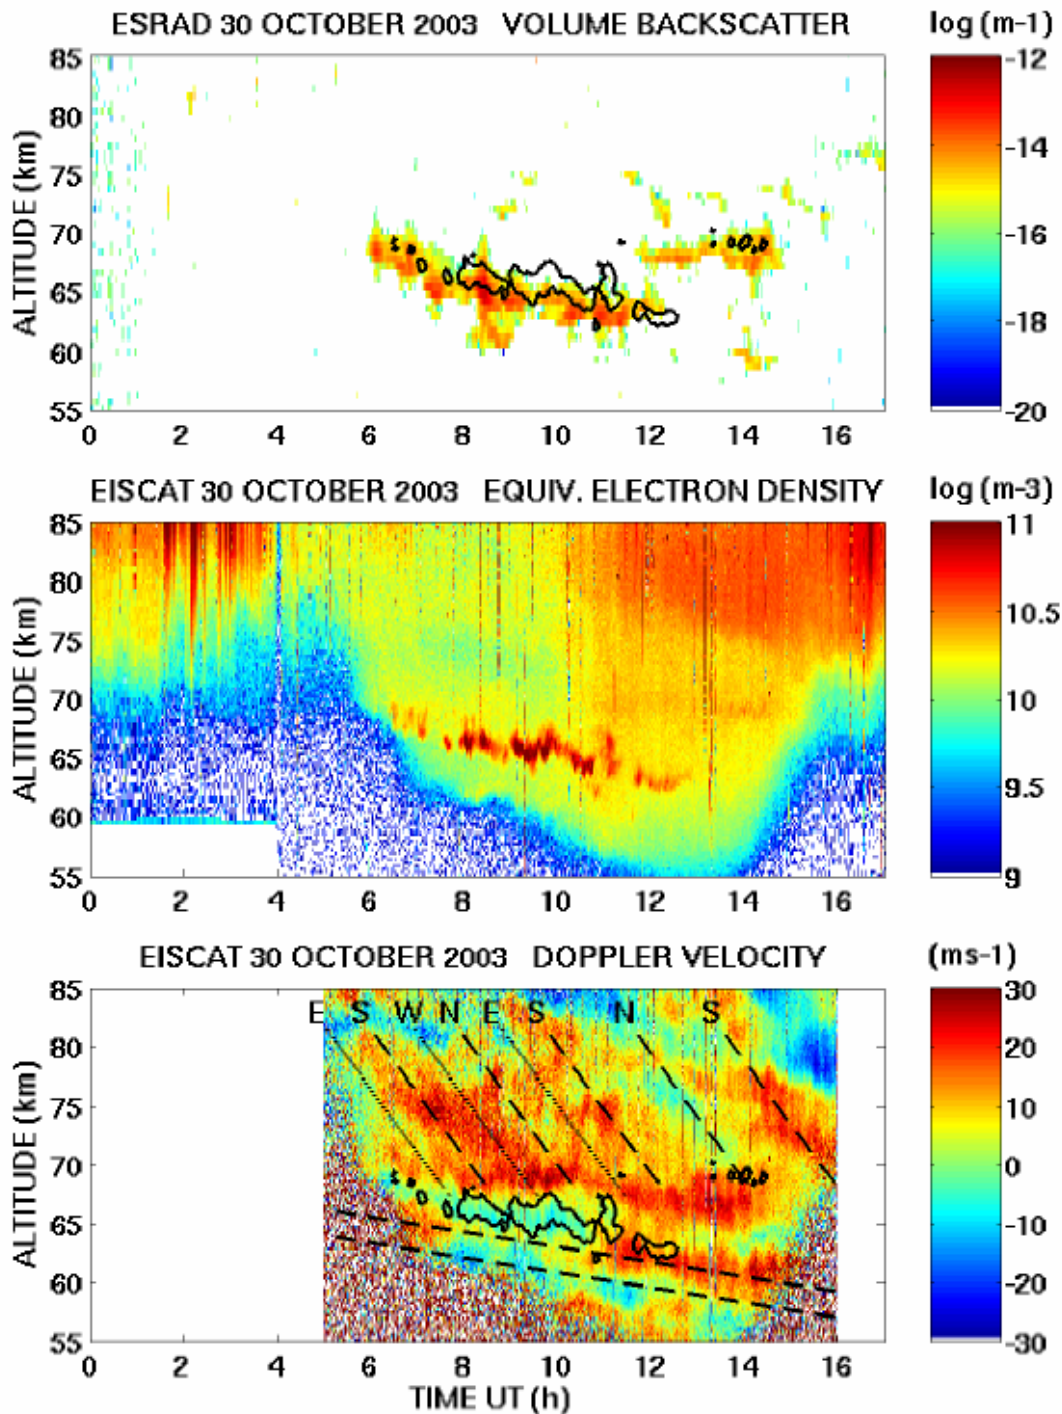 ESRAD 30 OCTOBER 2003 VOLUME BACKSCATTER
log (m-1)
85
80
75
70
65
60
55
ALTITUDE (km)
0 2 4 6 8 10 12 14 16
-12
-14
-16
-18
-20
EISCAT 30 OCTOBER 2003 EQUIV. ELECTRON DENSITY
log (m-3)
85
80
75
70
65
60
55
ALTITUDE (km)
0 2 4 6 8 10 12 14 16
11
10.5
10
9.5
9
EISCAT 30 OCTOBER 2003 DOPPLER VELOCITY
(ms-1)
E S W N E S N S
85
80
75
70
65
60
55
ALTITUDE (km)
0 2 4 6 8 10 12 14 16
TIME UT (h)
30
20
10
0
-10
-20
-30